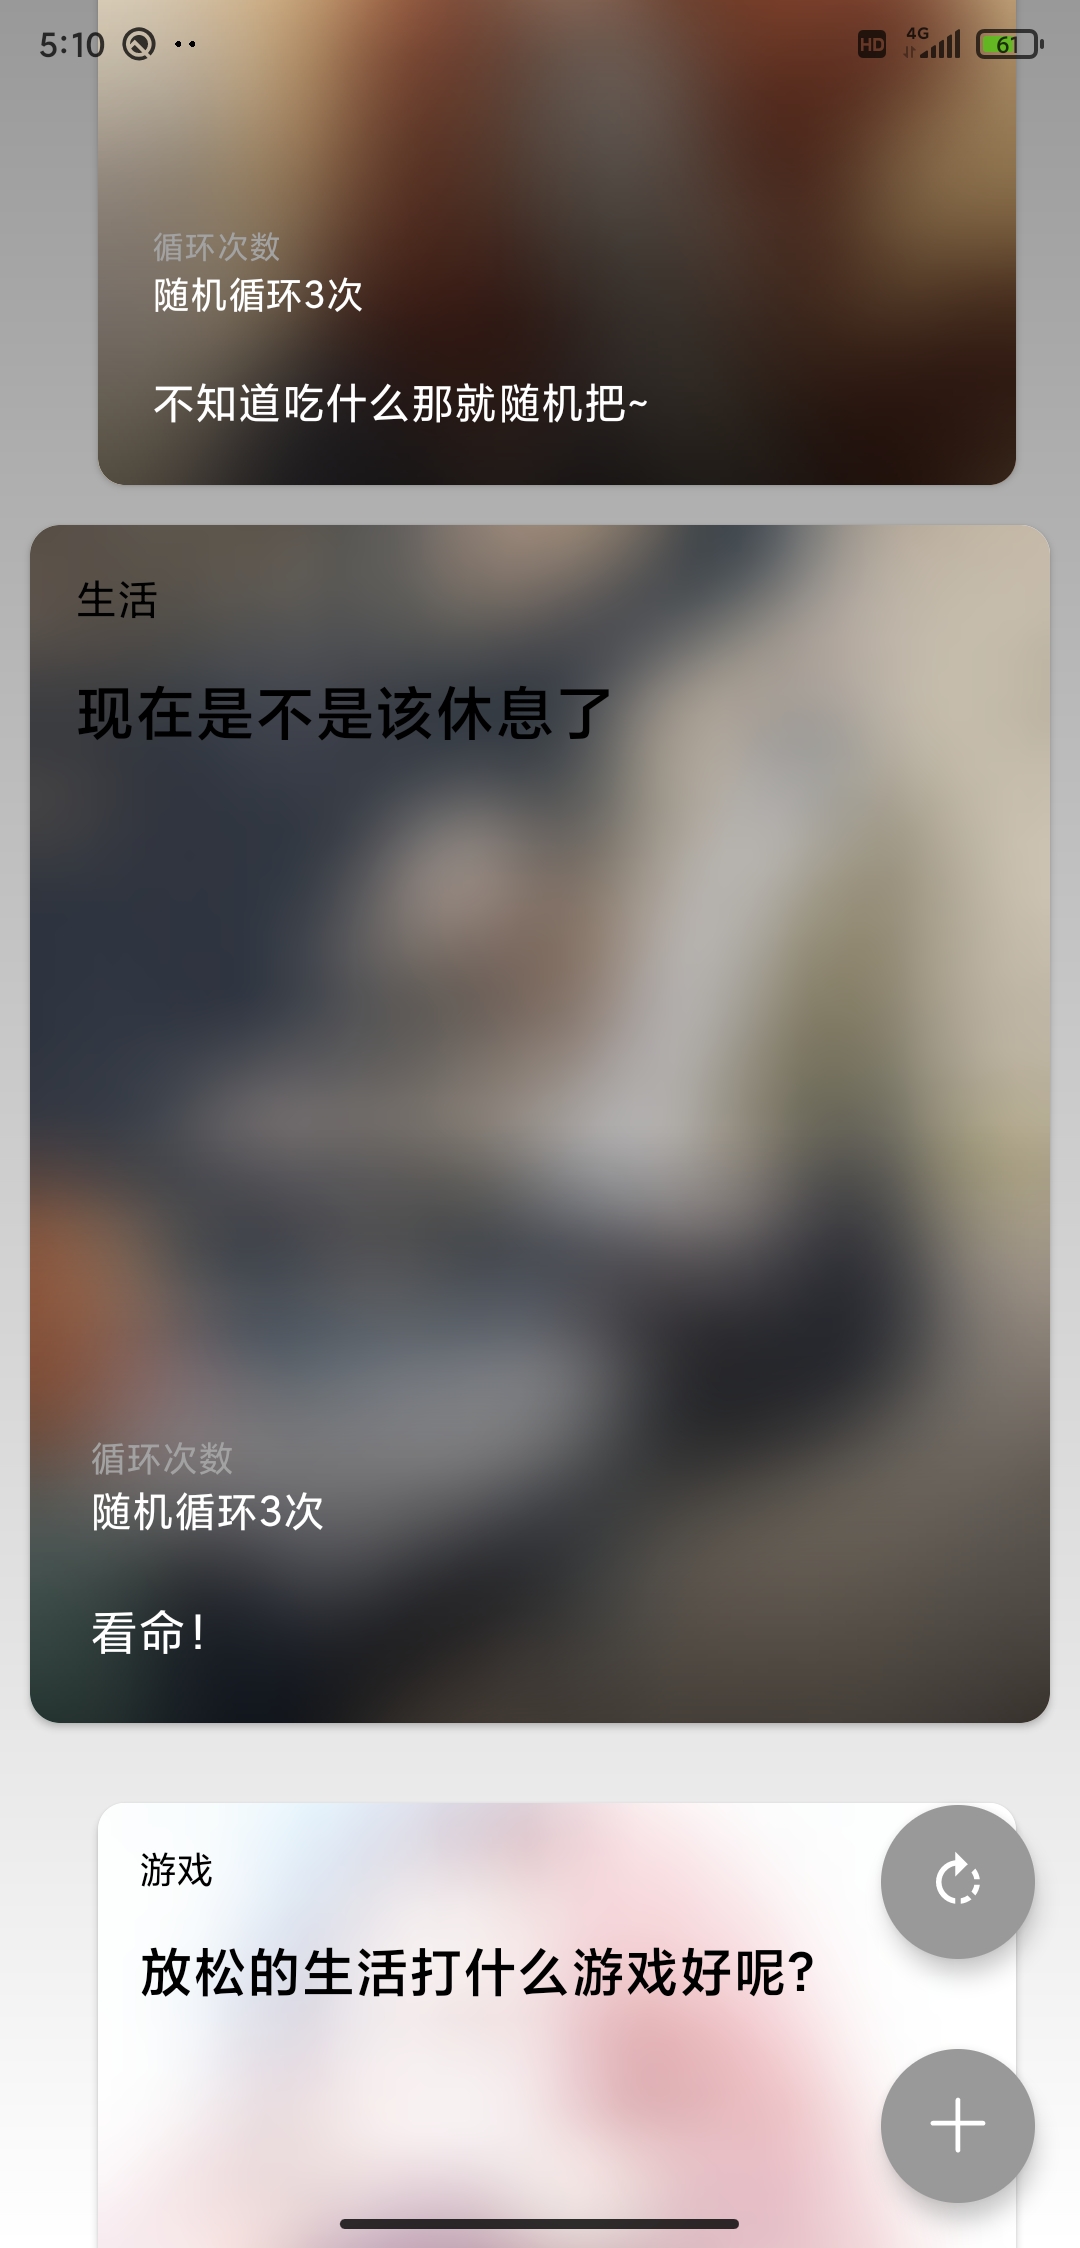 5:10
HD
4G
61
循环次数
随机循环3次
不知道吃什么那就随机把~
生活
现在是不是该休息了
循环次数
随机循环3次
看命!
游戏
放松的生活打什么游戏好呢?